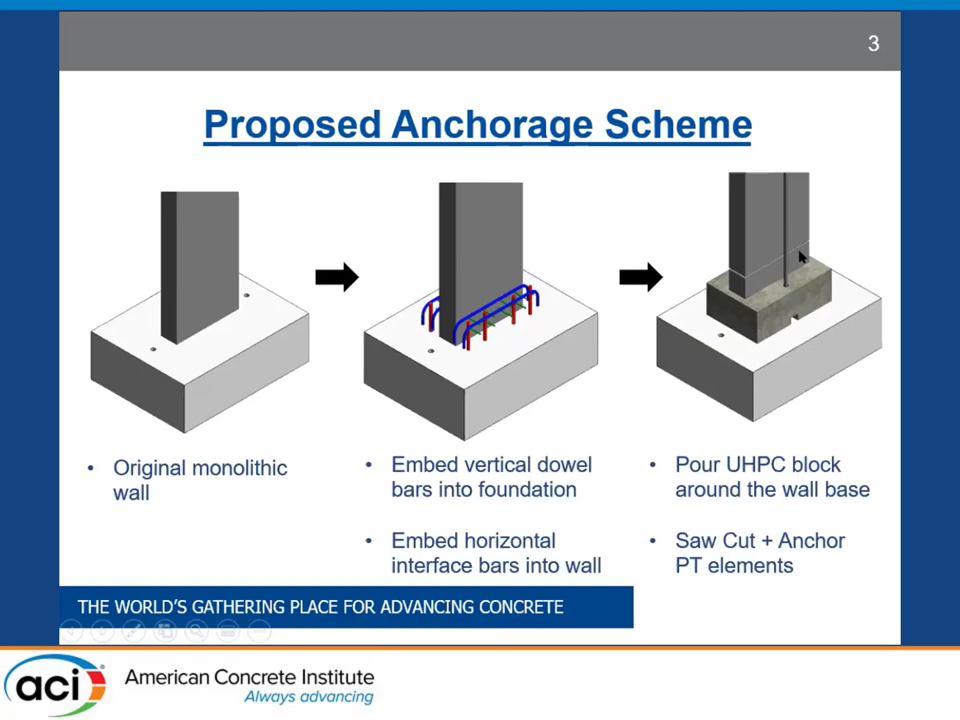 3
Proposed Anchorage Scheme
• Original monolithic
wall
• Embed vertical dowel
bars into foundation
• Embed horizontal
interface bars into wall
• Pour UHPC block
around the wall base
• Saw Cut + Anchor
PT elements
THE WORLD'S GATHERING PLACE FOR ADVANCING CONCRETE
aci®
American Concrete Institute
Always advancing